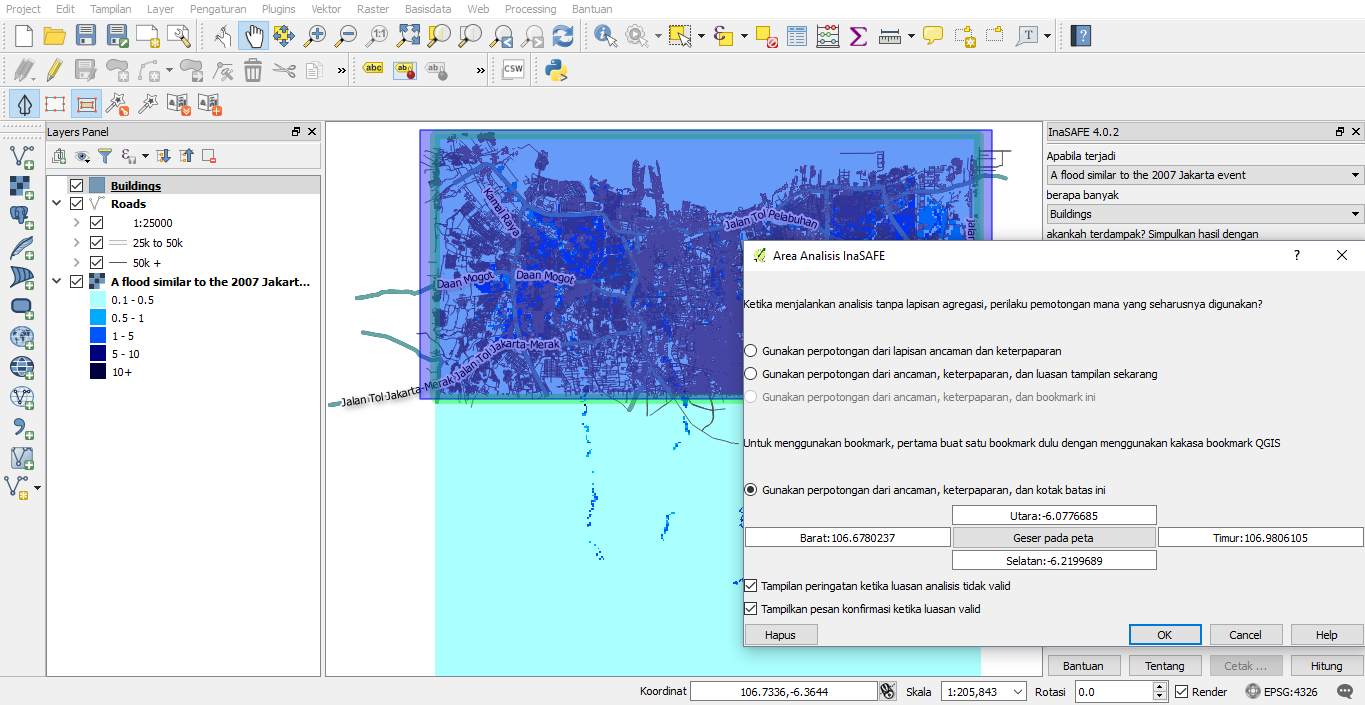 Project Edit Tampilan Layer Pengaturan Plugins Vektor Raster Basisdata Web Processing Bantuan
1:1
T
?
abc
ab
ab
CSW
Layers Panel
InaSAFE 4.0.2
Buildings
Roads
1:25000
25k to 50k
50k +
A flood similar to the 2007 Jakart...
0.1 - 0.5
0.5 - 1
1 - 5
5 - 10
10+
Kamal Raya
Jalan Tol Pelabuhan
Daan Mogot
Daan Mogot
Jalan Tol Jakarta-Merak
Jalan Tol Jakarta-Merak
Apabila terjadi
A flood similar to the 2007 Jakarta event
berapa banyak
Buildings
akankah terdampak? Simpulkan hasil dengan
Area Analisis InaSAFE
?
Ketika menjalankan analisis tanpa lapisan agregasi, perilaku pemotongan mana yang seharusnya digunakan?
Gunakan perpotongan dari lapisan ancaman dan keterpaparan
Gunakan perpotongan dari ancaman, keterpaparan, dan luasan tampilan sekarang
Gunakan perpotongan dari ancaman, keterpaparan, dan bookmark ini
Untuk menggunakan bookmark, pertama buat satu bookmark dulu dengan menggunakan kakasa bookmark QGIS
Gunakan perpotongan dari ancaman, keterpaparan, dan kotak batas ini
Utara:-6.0776685
Barat:106.6780237 Geser pada peta Timur:106.9806105
Selatan:-6.2199689
Tampilan peringatan ketika luasan analisis tidak valid
Tampilkan pesan konfirmasi ketika luasan valid
Hapus OK Cancel Help
Bantuan Tentang Cetak ... Hitung
Koordinat 106.7336,-6.3644 Skala 1:205,843 Rotasi 0.0 Render EPSG:4326